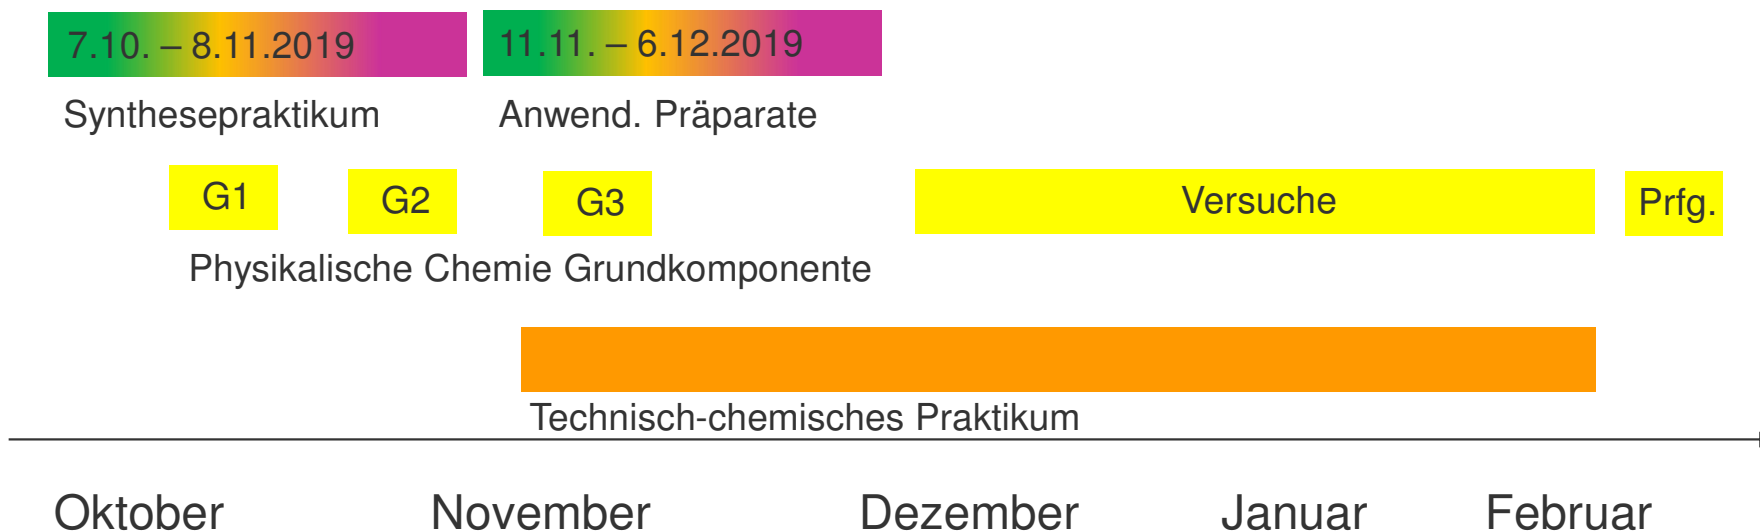 7.10. – 8.11.2019 11.11. – 6.12.2019
Synthesepraktikum Anwend. Präparate
G1 G2 G3 Versuche Prfg.
Physikalische Chemie Grundkomponente
Technisch-chemisches Praktikum
Oktober November Dezember Januar Februar